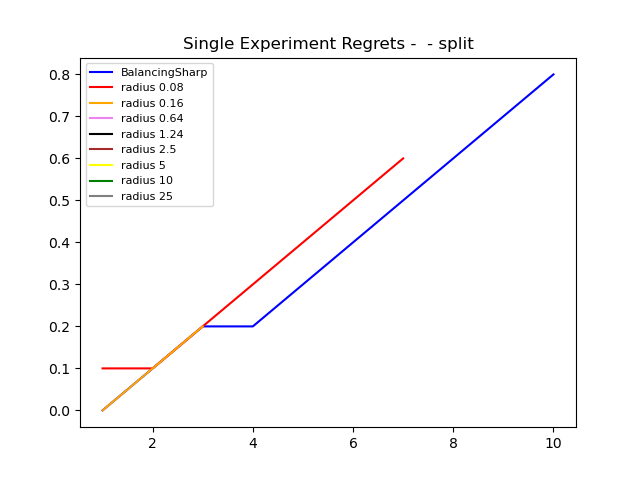 Single Experiment Regrets -  - split
BalancingSharp
radius 0.08
radius 0.16
radius 0.64
radius 1.24
radius 2.5
radius 5
radius 10
radius 25
0.8
0.7
0.6
0.5
0.4
0.3
0.2
0.1
0.0
2 4 6 8 10